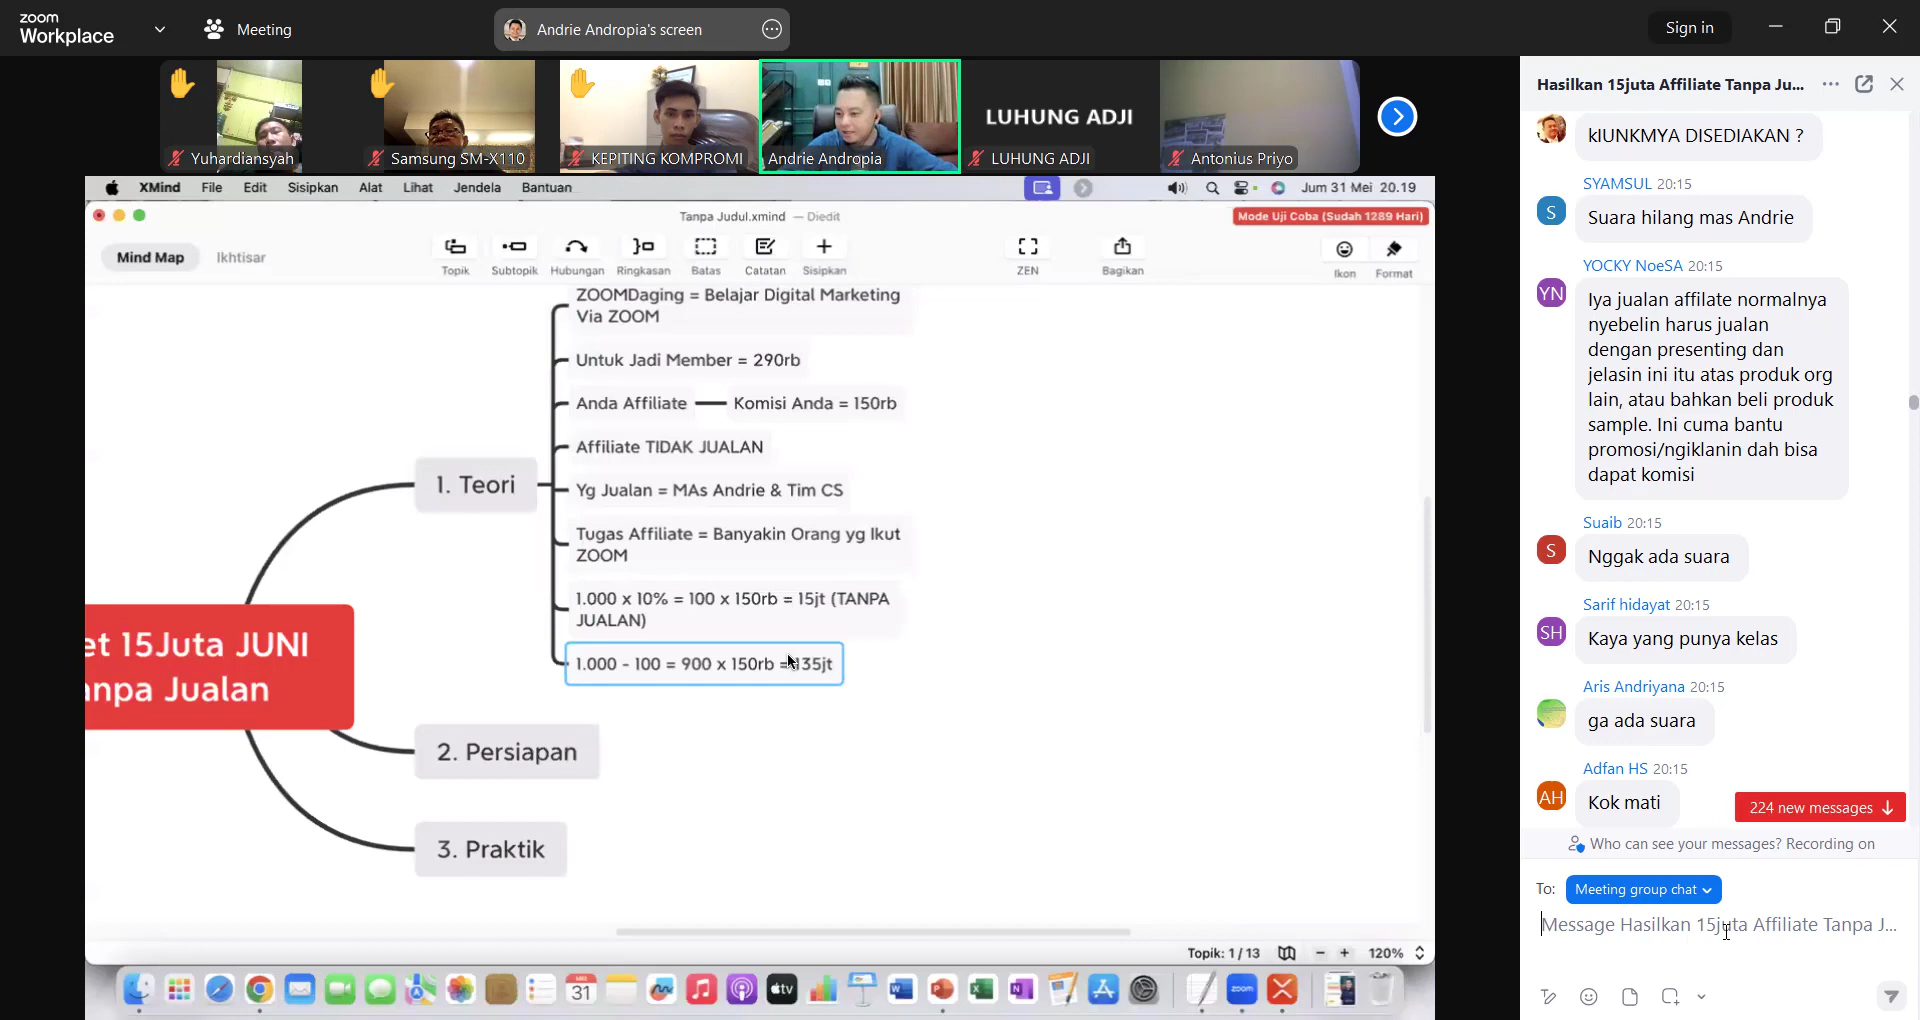 zoom
Workplace
Meeting
Andrie Andropia's screen
Sign in
Yuhardiansyah
Samsung SM-X110
KEPITING KOMPROMI
Andrie Andropia
LUHUNG ADJI
LUHUNG ADJI
Antonius Priyo
XMind File Edit Sisipkan Alat Lihat Jendela Bantuan
Jum 31 Mei 20.19
Tanpa Judul.xmind — Diedit
Mode Uji Coba (Sudah 1289 Hari)
Mind Map Ikhtisar
Topik Subtopik Hubungan Ringkasan Batas Catatan Sisipkan ZEN Bagikan Ikon Format
ZOOMDaging = Belajar Digital Marketing
Via ZOOM
Untuk Jadi Member = 290rb
Anda Affiliate Komisi Anda = 150rb
Affiliate TIDAK JUALAN
1. Teori
Yg Jualan = MAs Andrie & Tim CS
Tugas Affiliate = Banyakin Orang yg Ikut
ZOOM
1.000 x 10% = 100 x 150rb = 15jt (TANPA
JUALAN)
1.000 - 100 = 900 x 150rb = 135jt
et 15Juta JUNI
anpa Jualan
2. Persiapan
3. Praktik
Topik: 1 / 13
120%
MEI
31
tv
zoom
Hasilkan 15juta Affiliate Tanpa Ju...
kIUNKMYA DISEDIAKAN ?
SYAMSUL 20:15
S
Suara hilang mas Andrie
YOCKY NoeSA 20:15
YN
Iya jualan affilate normalnya
nyebelin harus jualan
dengan presenting dan
jelasin ini itu atas produk org
lain, atau bahkan beli produk
sample. Ini cuma bantu
promosi/ngiklanin dah bisa
dapat komisi
Suaib 20:15
S
Nggak ada suara
Sarif hidayat 20:15
SH
Kaya yang punya kelas
Aris Andriyana 20:15
ga ada suara
Adfan HS 20:15
AH
Kok mati
224 new messages
Who can see your messages? Recording on
To: Meeting group chat
Message Hasilkan 15juta Affiliate Tanpa J...